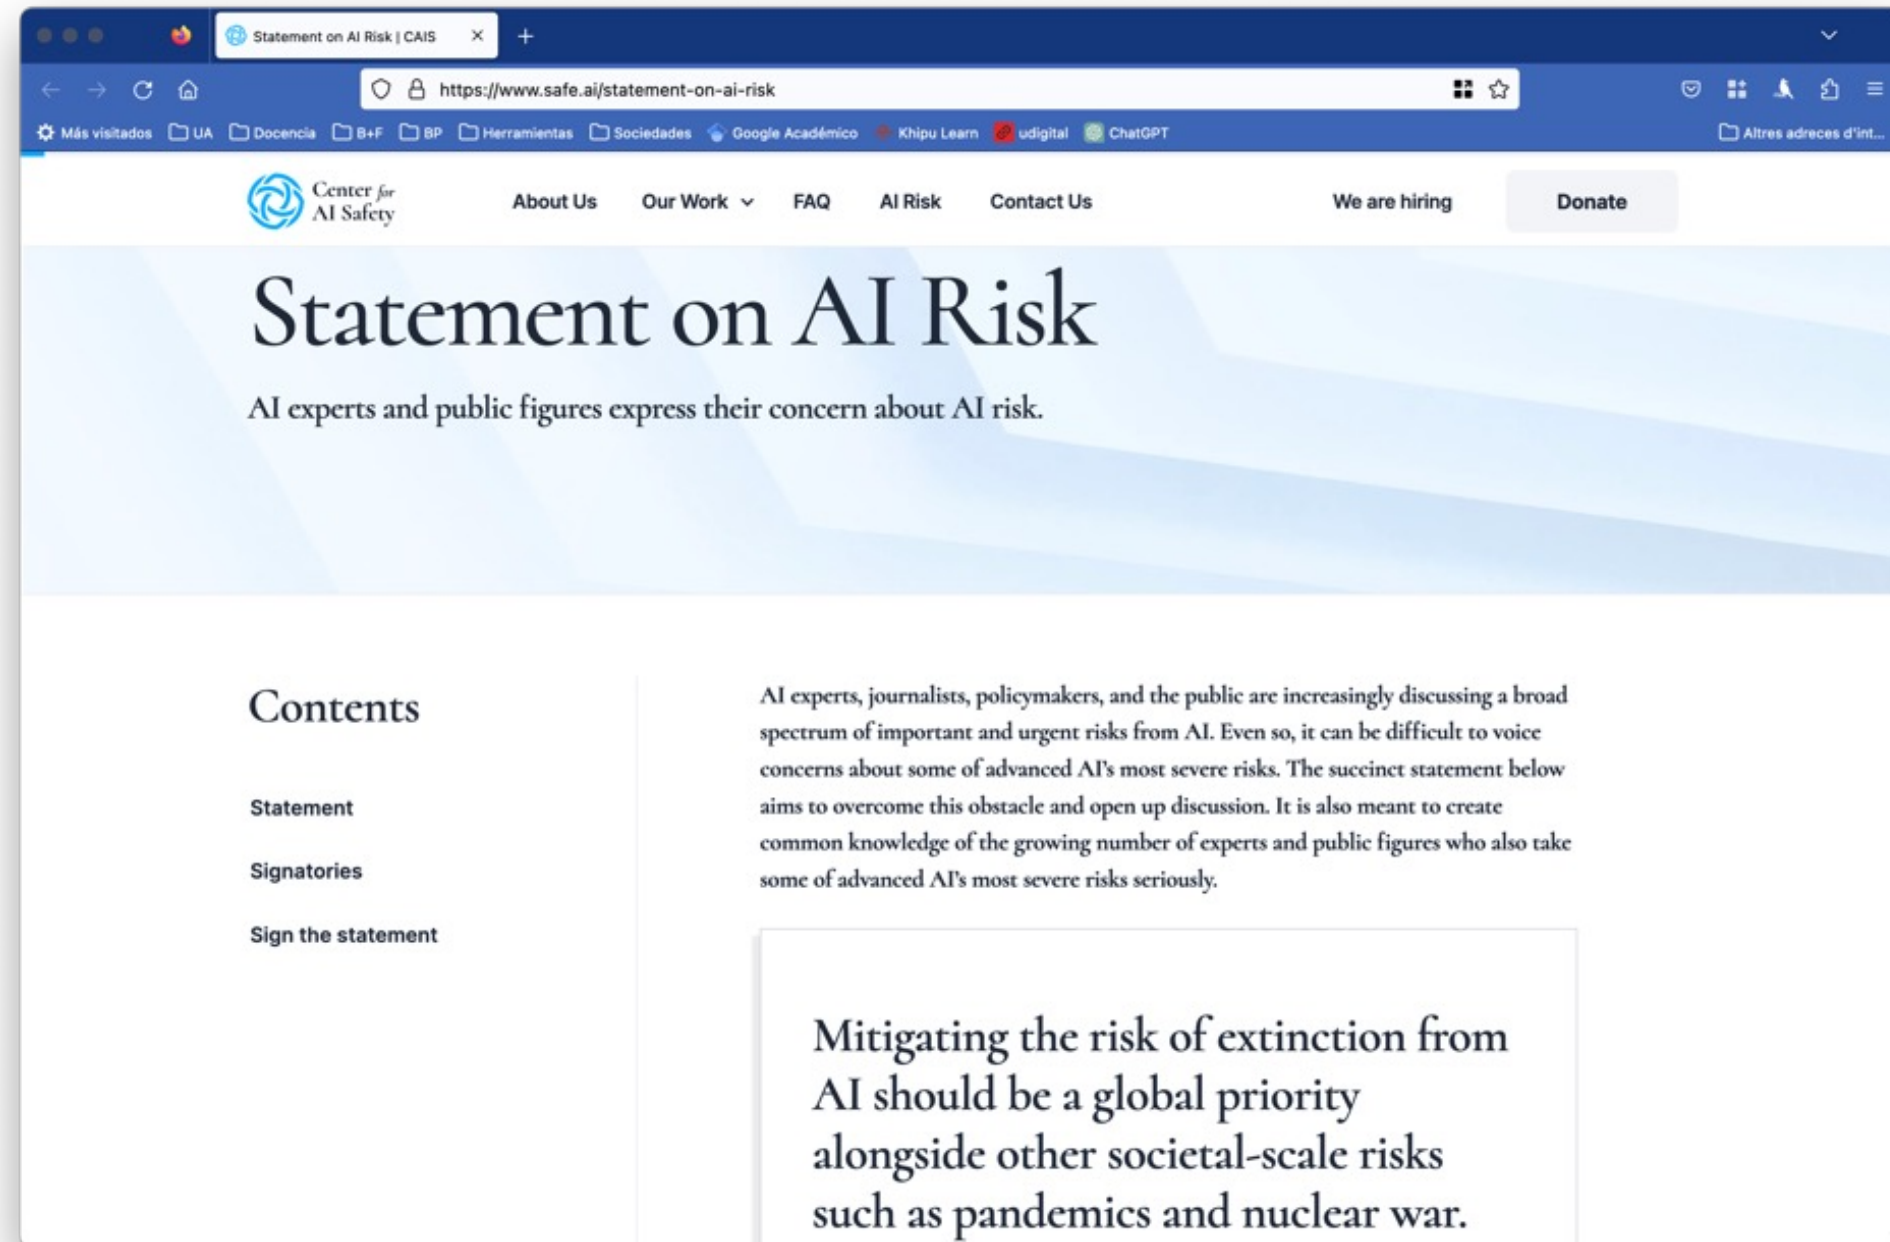 Statement on AI Risk | CAIS
https://www.safe.ai/statement-on-ai-risk
Más visitados UA Docencia B+F BP Herramientas Sociedades Google Académico Khipu Learn udigital ChatGPT Altres adreces d'int...
Center for
AI Safety
About Us Our Work FAQ AI Risk Contact Us We are hiring Donate
Statement on AI Risk
AI experts and public figures express their concern about AI risk.
Contents
Statement
Signatories
Sign the statement
AI experts, journalists, policymakers, and the public are increasingly discussing a broad
spectrum of important and urgent risks from AI. Even so, it can be difficult to voice
concerns about some of advanced AI's most severe risks. The succinct statement below
aims to overcome this obstacle and open up discussion. It is also meant to create
common knowledge of the growing number of experts and public figures who also take
some of advanced AI's most severe risks seriously.
Mitigating the risk of extinction from
AI should be a global priority
alongside other societal-scale risks
such as pandemics and nuclear war.